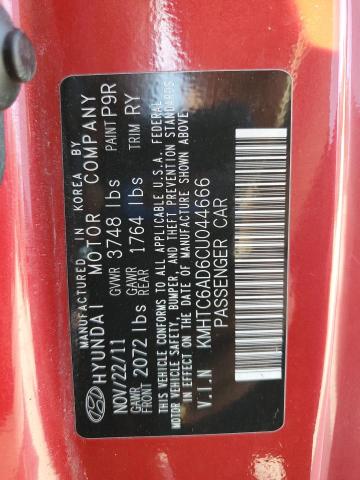 MANUFACTURED IN KOREA BY
HYUNDAI MOTOR COMPANY
NOV/22/11 GVWR 3748 lbs PAINT P9R
GAWR FRONT 2072 lbs GAWR REAR 1764 lbs TRIM RY
THIS VEHICLE CONFORMS TO ALL APPLICABLE U.S.A. FEDERAL
MOTOR VEHICLE SAFETY, BUMPER, AND THEFT PREVENTION STANDARDS
IN EFFECT ON THE DATE OF MANUFACTURE SHOWN ABOVE.
V.I.N KMHTC6AD6CU044666
PASSENGER CAR